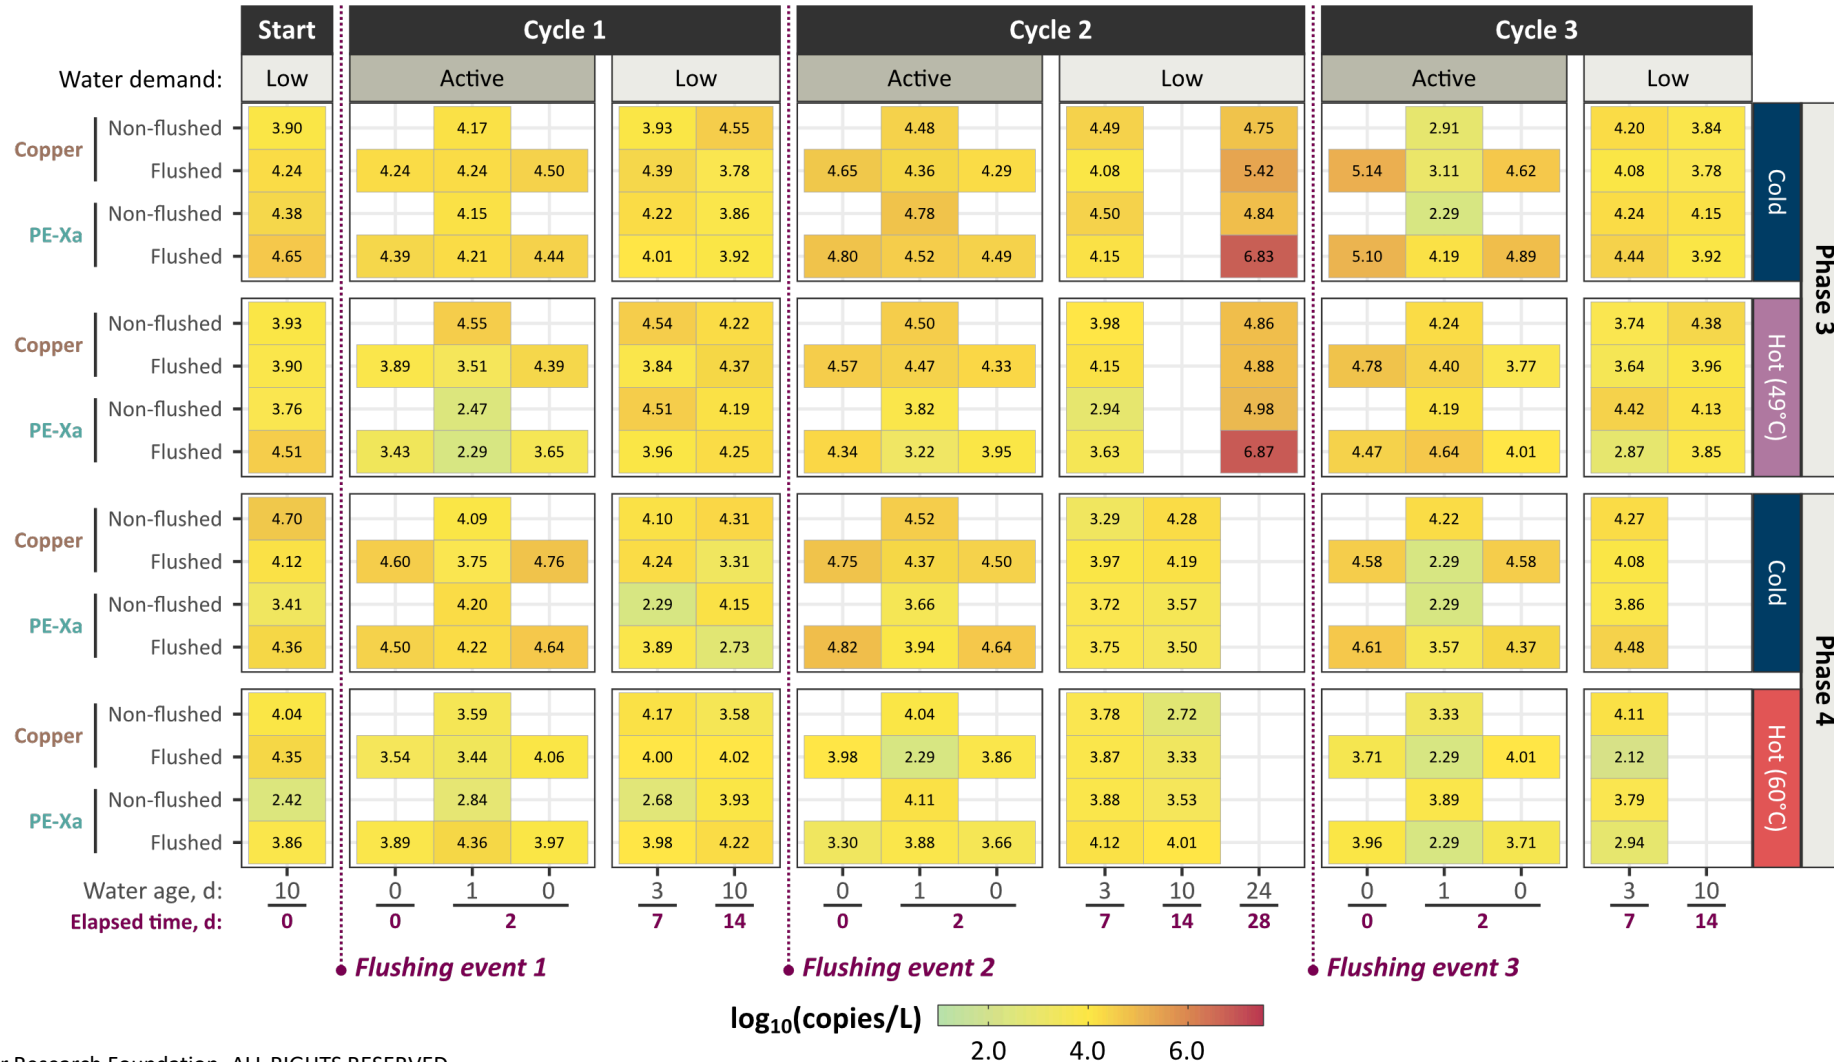 Start Cycle 1 Cycle 2 Cycle 3
Water demand: Low Active Low Active Low Active Low
Copper Non-flushed 3.90 4.17 3.93 4.55 4.48 4.49 4.75 2.91 4.20 3.84
Flushed 4.24 4.24 4.24 4.50 4.39 3.78 4.65 4.36 4.29 4.08 5.42 5.14 3.11 4.62 4.08 3.78
PE-Xa Non-flushed 4.38 4.15 4.22 3.86 4.78 4.50 4.84 2.29 4.24 4.15
Flushed 4.65 4.39 4.21 4.44 4.01 3.92 4.80 4.52 4.49 4.15 6.83 5.10 4.19 4.89 4.44 3.92
Cold
Copper Non-flushed 3.93 4.55 4.54 4.22 4.50 3.98 4.86 4.24 3.74 4.38
Flushed 3.90 3.89 3.51 4.39 3.84 4.37 4.57 4.47 4.33 4.15 4.88 4.78 4.40 3.77 3.64 3.96
PE-Xa Non-flushed 3.76 2.47 4.51 4.19 3.82 2.94 4.98 4.19 4.42 4.13
Flushed 4.51 3.43 2.29 3.65 3.96 4.25 4.34 3.22 3.95 3.63 6.87 4.47 4.64 4.01 2.87 3.85
Hot (49°C)
Phase 3
Copper Non-flushed 4.70 4.09 4.10 4.31 4.52 3.29 4.28 4.22 4.27
Flushed 4.12 4.60 3.75 4.76 4.24 3.31 4.75 4.37 4.50 3.97 4.19 4.58 2.29 4.58 4.08
PE-Xa Non-flushed 3.41 4.20 2.29 4.15 3.66 3.72 3.57 2.29 3.86
Flushed 4.36 4.50 4.22 4.64 3.89 2.73 4.82 3.94 4.64 3.75 3.50 4.61 3.57 4.37 4.48
Cold
Copper Non-flushed 4.04 3.59 4.17 3.58 4.04 3.78 2.72 3.33 4.11
Flushed 4.35 3.54 3.44 4.06 4.00 4.02 3.98 2.29 3.86 3.87 3.33 3.71 2.29 4.01 2.12
PE-Xa Non-flushed 2.42 2.84 2.68 3.93 4.11 3.88 3.53 3.89 3.79
Flushed 3.86 3.89 4.36 3.97 3.98 4.22 3.30 3.88 3.66 4.12 4.01 3.96 2.29 3.71 2.94
Hot (60°C)
Phase 4
Water age, d: 10 0 1 0 3 10 0 1 0 3 10 24 0 1 0 3 10
Elapsed time, d: 0 0 2 7 14 0 2 7 14 28 0 2 7 14
Flushing event 1 Flushing event 2 Flushing event 3
log₁₀(copies/L)
2.0 4.0 6.0